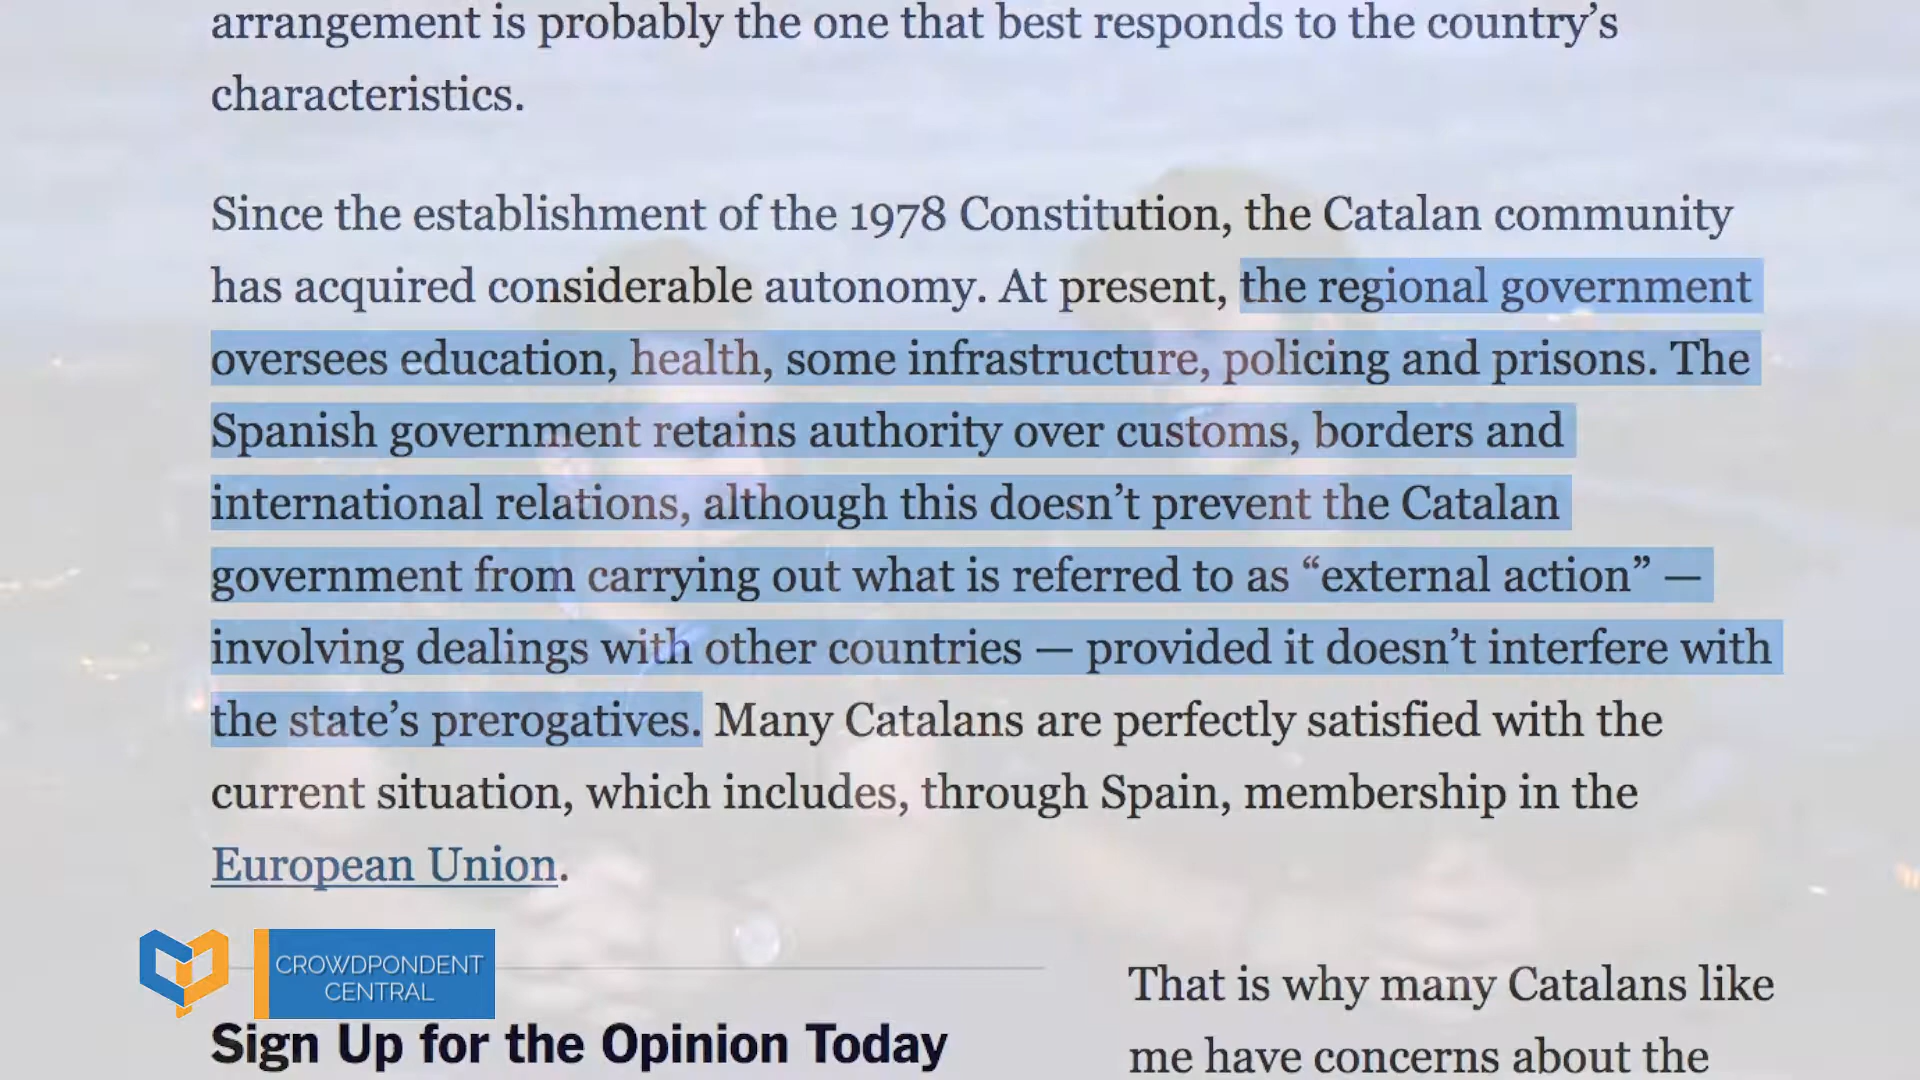 arrangement is probably the one that best responds to the country’s
characteristics.
Since the establishment of the 1978 Constitution, the Catalan community
has acquired considerable autonomy. At present, the regional government
oversees education, health, some infrastructure, policing and prisons. The
Spanish government retains authority over customs, borders and
international relations, although this doesn’t prevent the Catalan
government from carrying out what is referred to as “external action” —
involving dealings with other countries — provided it doesn’t interfere with
the state’s prerogatives. Many Catalans are perfectly satisfied with the
current situation, which includes, through Spain, membership in the
European Union.
CROWDPONDENT
CENTRAL
Sign Up for the Opinion Today
That is why many Catalans like
me have concerns about the